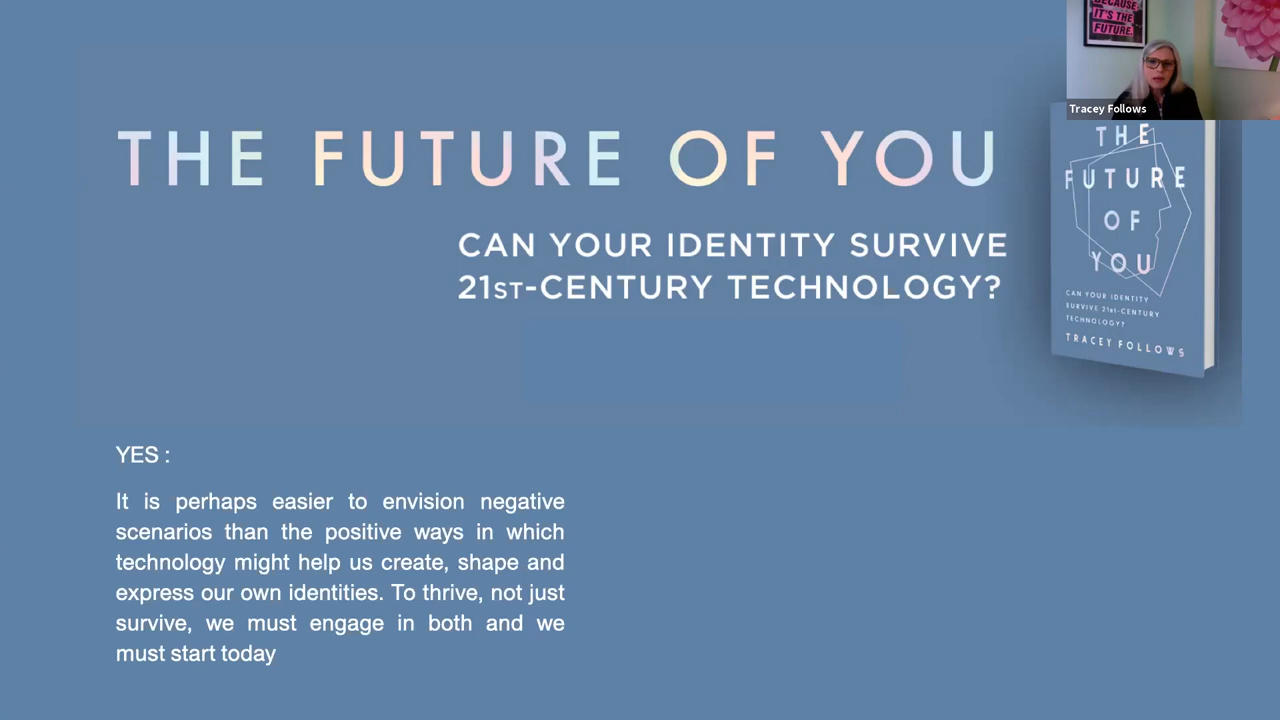 BECAUSE
IT'S THE
FUTURE.
Tracey Follows
THE FUTURE OF YOU
CAN YOUR IDENTITY SURVIVE
21ST-CENTURY TECHNOLOGY?
THE
FUTURE
OF
YOU
CAN YOUR IDENTITY
SURVIVE 21st-CENTURY
TECHNOLOGY?
TRACEY FOLLOWS
YES :
It is perhaps easier to envision negative
scenarios than the positive ways in which
technology might help us create, shape and
express our own identities. To thrive, not just
survive, we must engage in both and we
must start today